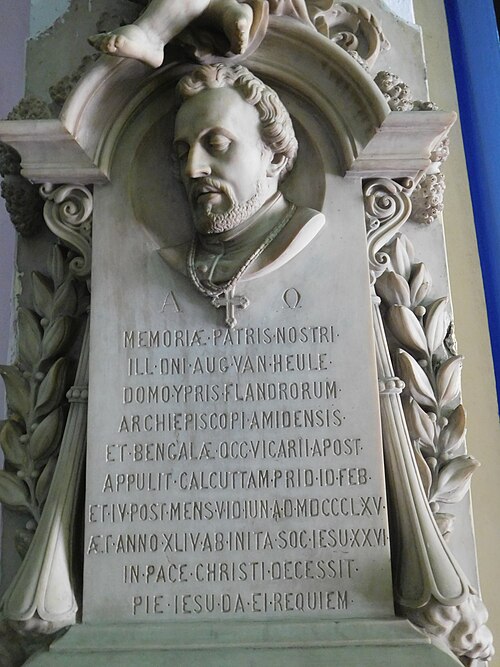 Α Ω
MEMORIÆ·PATRIS·NOSTRI·
ILL·DNI·AUG·VAN·HEULE·
DOMO YPRIS·FLANDRORUM·
ARCHIEPISCOPI·AMIDENSIS·
ET·BENGALÆ·OCC·VICARII·APOST·
APPULIT·CALCUTTAM·PRID·ID·FEB·
ET·IV·POST·MENS·VID·IUN·A·D·MDCCCLXV·
ÆT·ANNO·XLIV·AB·INITA·SOC·IESU·XXVI·
IN·PACE·CHRISTI·DECESSIT·
PIE·IESU·DA·EI·REQUIEM·